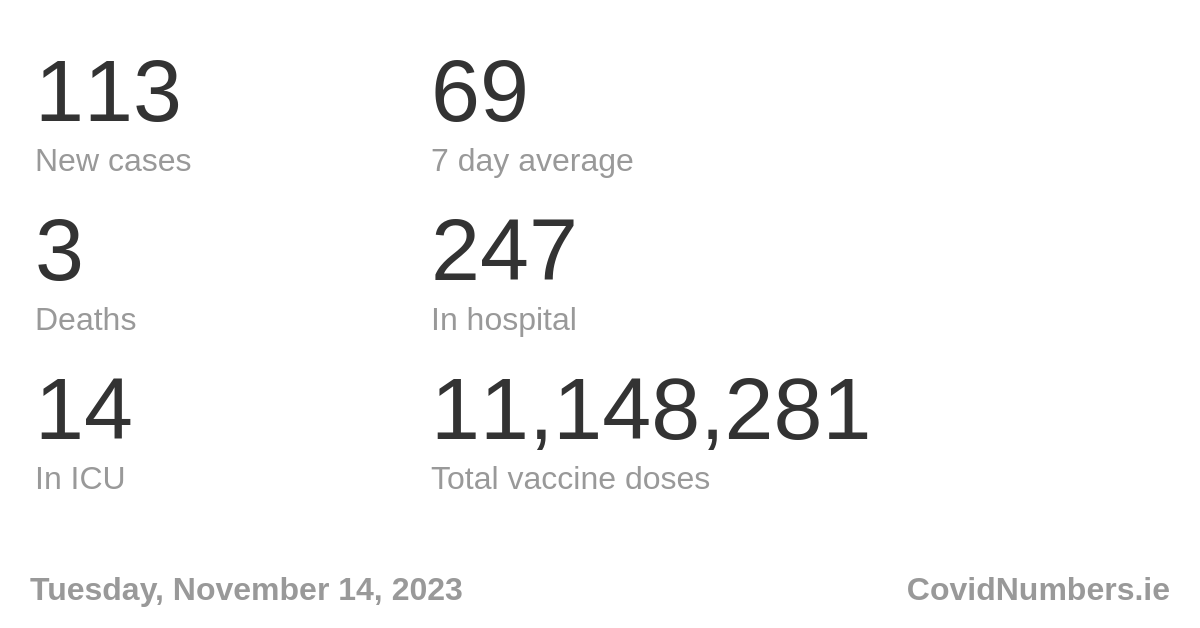 113 69
New cases 7 day average
3 247
Deaths In hospital
14 11,148,281
In ICU Total vaccine doses
Tuesday, November 14, 2023 CovidNumbers.ie